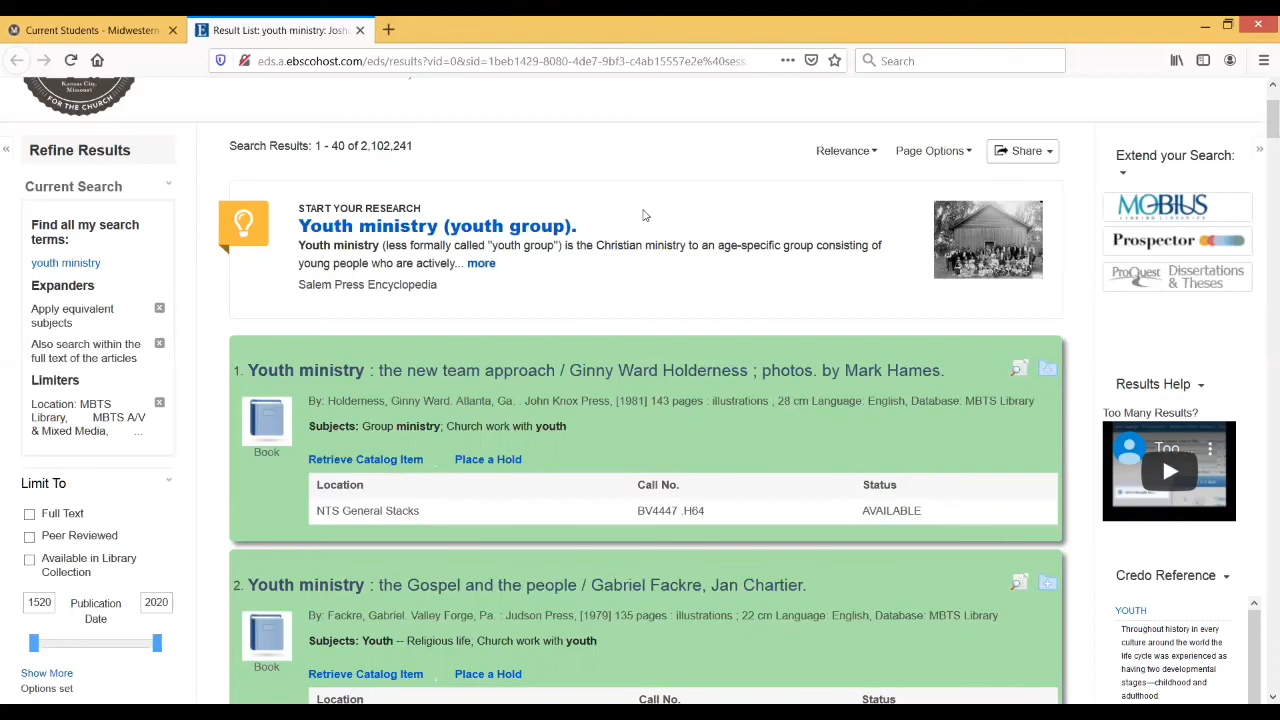 Current Students - Midwestern
Result List: youth ministry: Josh
eds.a.ebscohost.com/eds/results?vid=0&sid=1beb1429-808f-4de7-9bf3-c4ab15557e2e%40sess
Search
Kansas City,
Missouri
FOR THE CHURCH
Refine Results
Current Search
Find all my search
terms:
youth ministry
Expanders
Apply equivalent
subjects
Also search within the
full text of the articles
Limiters
Location: MBTS
Library, MBTS A/V
& Mixed Media, ...
Limit To
Full Text
Peer Reviewed
Available in Library
Collection
1520 Publication 2020
Date
Show More
Options set
Search Results: 1 - 40 of 2,102,241
Relevance
Page Options
Share
START YOUR RESEARCH
Youth ministry (youth group).
Youth ministry (less formally called "youth group") is the Christian ministry to an age-specific group consisting of
young people who are actively... more
Salem Press Encyclopedia
1. Youth ministry : the new team approach / Ginny Ward Holderness ; photos. by Mark Hames.
By: Holderness, Ginny Ward. Atlanta, Ga. . John Knox Press, [1981] 143 pages : illustrations ; 28 cm Language: English, Database: MBTS Library
Subjects: Group ministry; Church work with youth
Book
Retrieve Catalog Item Place a Hold
Location Call No. Status
NTS General Stacks BV4447 .H64 AVAILABLE
2. Youth ministry : the Gospel and the people / Gabriel Fackre, Jan Chartier.
By: Fackre, Gabriel. Valley Forge, Pa. : Judson Press, [1979] 135 pages : illustrations ; 22 cm Language: English, Database: MBTS Library
Subjects: Youth -- Religious life; Church work with youth
Book
Retrieve Catalog Item Place a Hold
Location Call No. Status
Extend your Search:
MOBIUS
LINKING LIBRARIES
Prospector
ProQuest Dissertations
& Theses
Results Help
Too Many Results?
Too
Credo Reference
YOUTH
Throughout history in every
culture around the world the
life cycle was experienced as
having two developmental
stages—childhood and
adulthood.